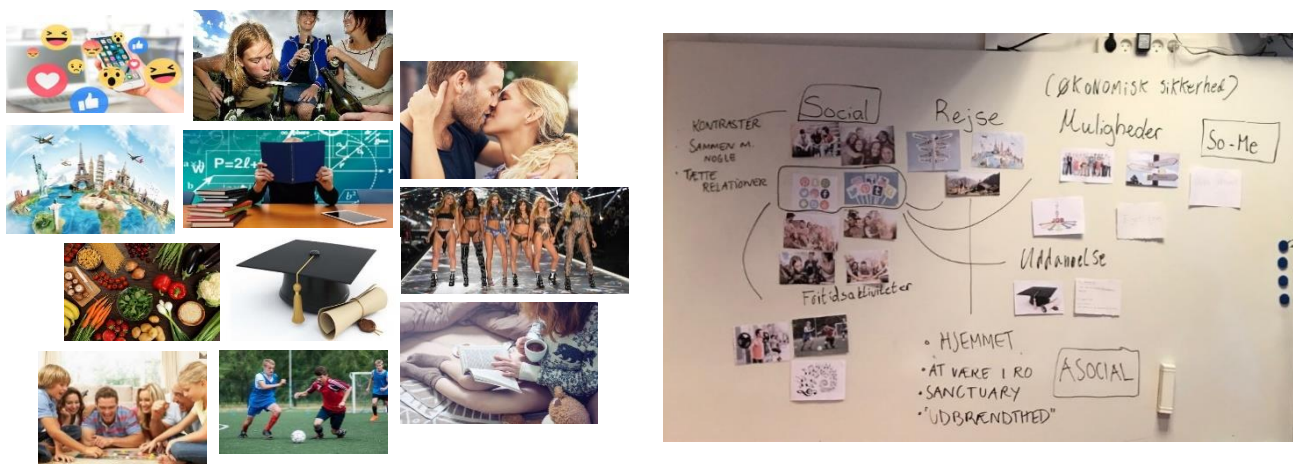 P=2ℓ+
(ØKONOMISK sikkerhed)
Social
Rejse
Muligheder
So-Me
KONTRASTER
SAMMEN M.
NOGLE
• TÆTTE
RELATIONER
Uddannelse
Fritidsaktiviteter
• HJEMMET
• AT VÆRE I RO
• SANCTUARY
• "UDBRÆNDTHED"
ASOCIAL